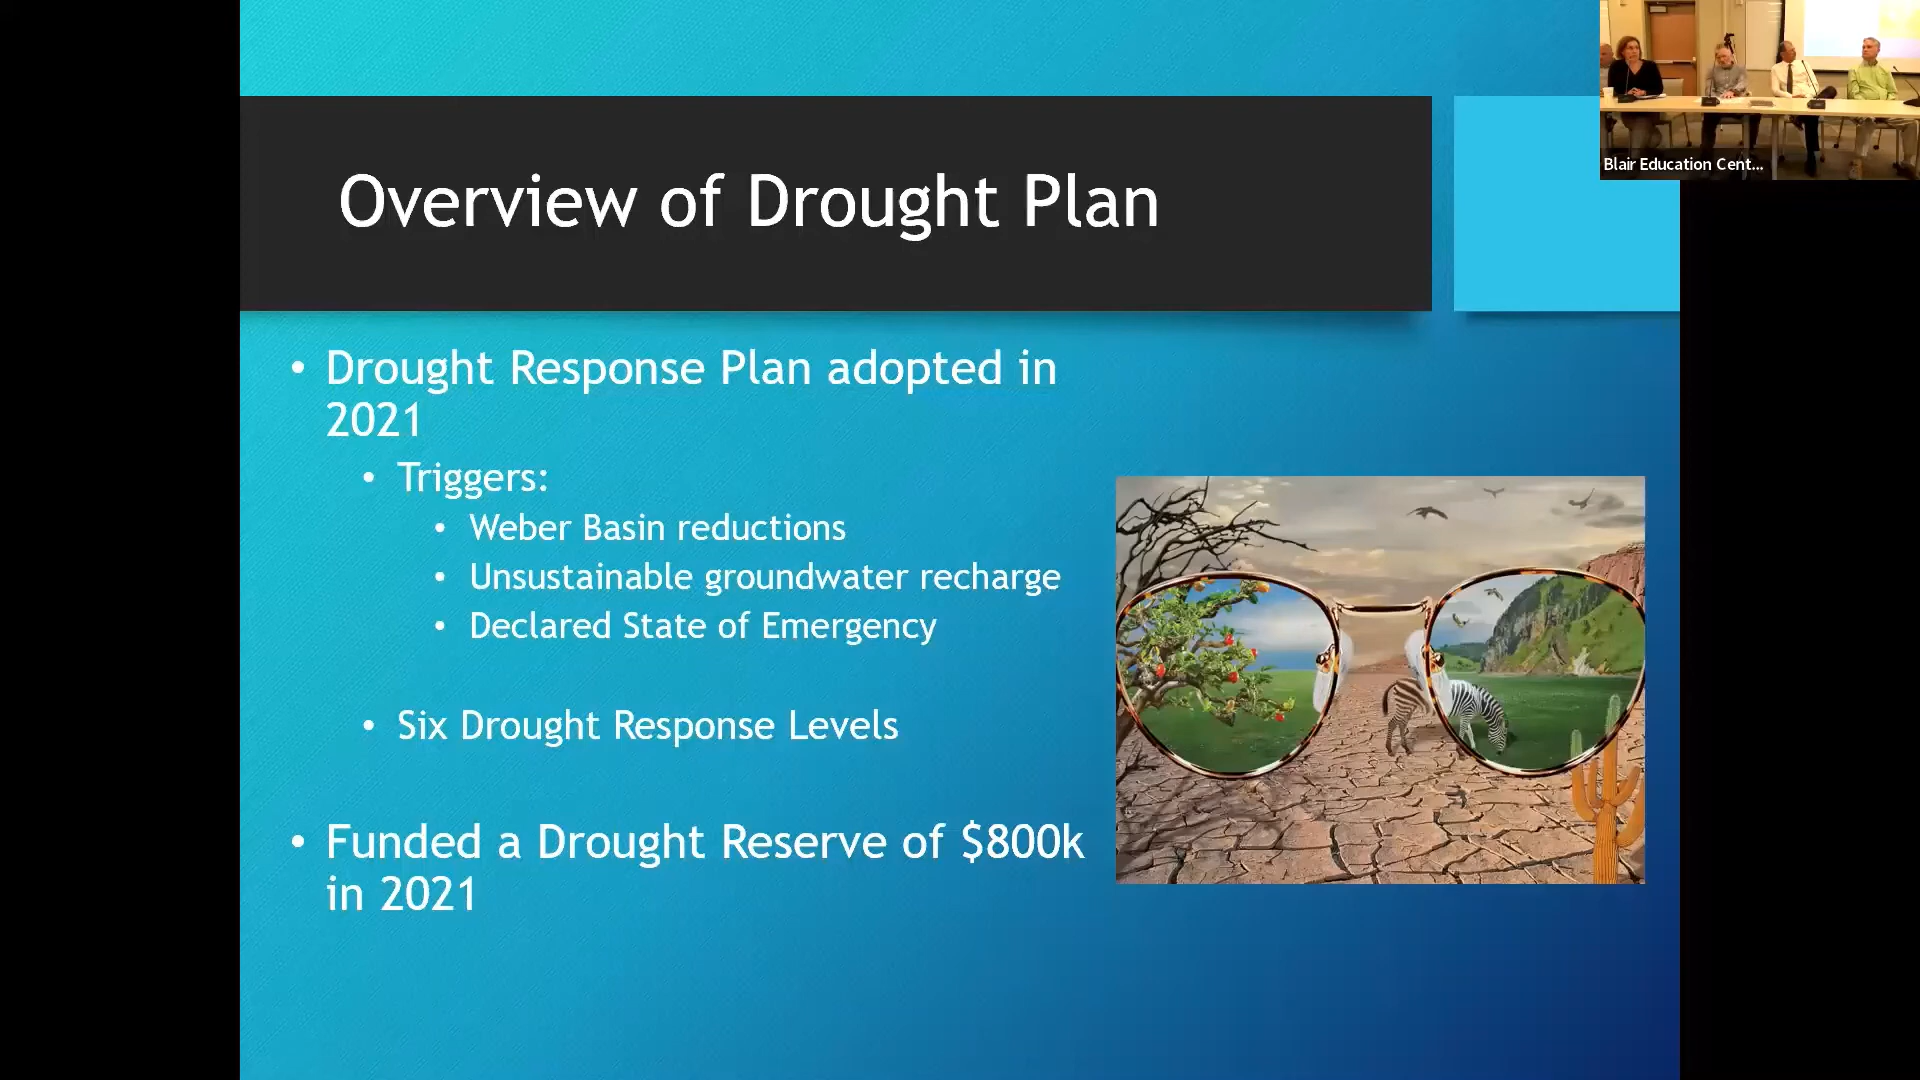 Blair Education Cent...
Overview of Drought Plan
• Drought Response Plan adopted in
2021
• Triggers:
• Weber Basin reductions
• Unsustainable groundwater recharge
• Declared State of Emergency
• Six Drought Response Levels
• Funded a Drought Reserve of $800k
in 2021